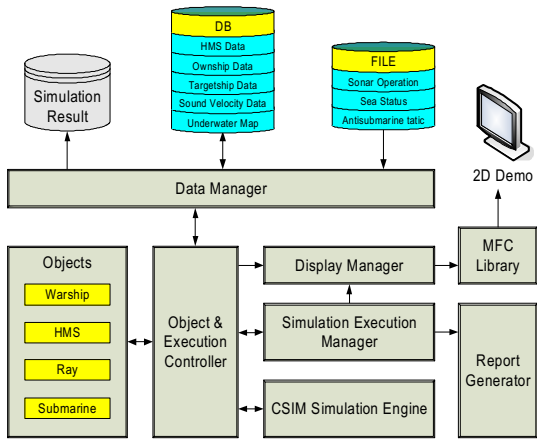 DB
HMS Data
Ownship Data
Targetship Data
Sound Velocity Data
Underwater Map
FILE
Sonar Operation
Sea Status
Antisubmarine tatic
Simulation
Result
2D Demo
Data Manager
Objects
Warship
HMS
Ray
Submarine
Object &
Execution
Controller
Display Manager
MFC
Library
Simulation Execution
Manager
Report
Generator
CSIM Simulation Engine